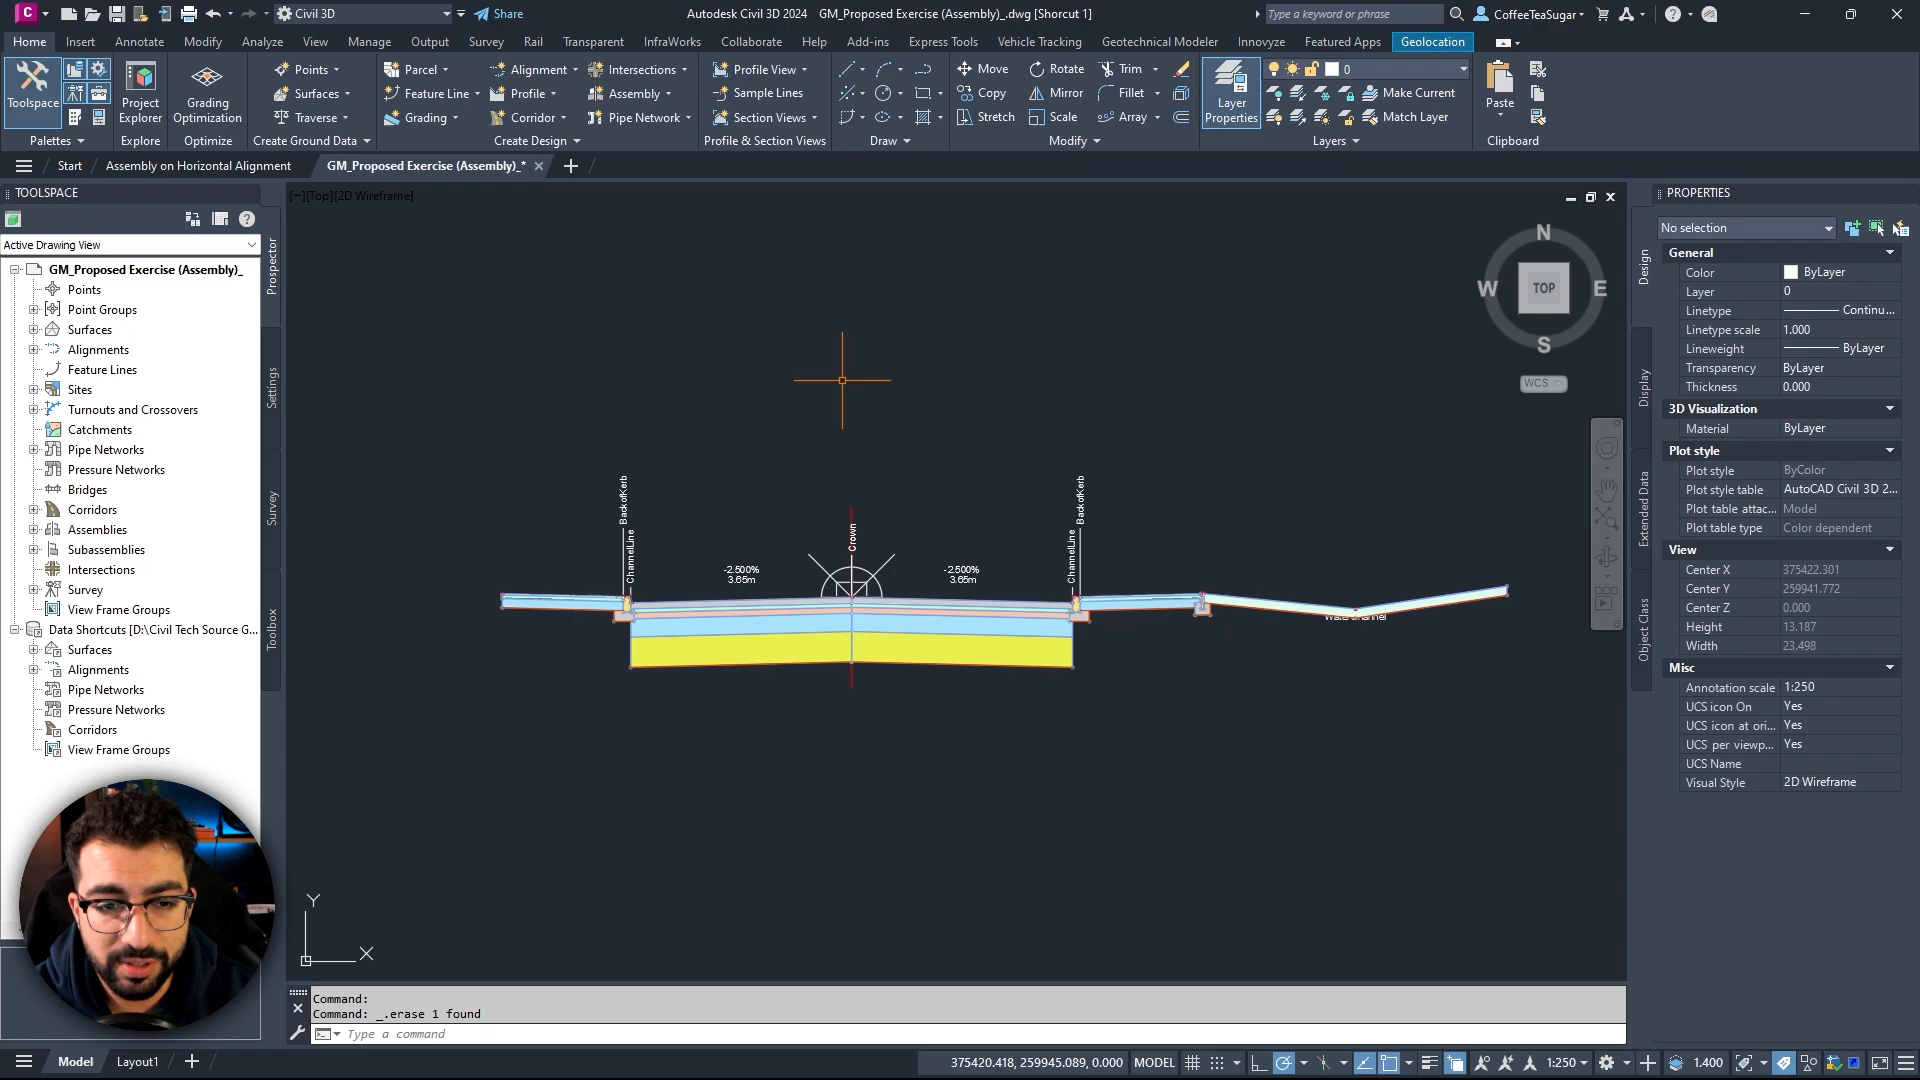 Civil 3D
Share
Autodesk Civil 3D 2024 GM_Proposed Exercise (Assembly)_.dwg [Shorcut 1]
Type a keyword or phrase
CoffeeTeaSugar
Home Insert Annotate Modify Analyze View Manage Output Survey Rail Transparent InfraWorks Collaborate Help Add-ins Express Tools Vehicle Tracking Geotechnical Modeler Innovyze Featured Apps Geolocation
Toolspace
Project Explorer
Grading Optimization
Points
Surfaces
Traverse
Parcel
Feature Line
Grading
Alignment
Profile
Corridor
Intersections
Assembly
Pipe Network
Profile View
Sample Lines
Section Views
Move
Copy
Stretch
Rotate
Mirror
Scale
Trim
Fillet
Array
Layer Properties
0
Make Current
Match Layer
Paste
Palettes Explore Optimize Create Ground Data Create Design Profile & Section Views Draw Modify Layers Clipboard
Start Assembly on Horizontal Alignment GM_Proposed Exercise (Assembly)_*
TOOLSPACE
Active Drawing View
GM_Proposed Exercise (Assembly)_
Points
Point Groups
Surfaces
Alignments
Feature Lines
Sites
Turnouts and Crossovers
Catchments
Pipe Networks
Pressure Networks
Bridges
Corridors
Assemblies
Subassemblies
Intersections
Survey
View Frame Groups
Data Shortcuts [D:\Civil Tech Source G...
Surfaces
Alignments
Pipe Networks
Pressure Networks
Corridors
View Frame Groups
Prospector
Settings
Survey
Toolbox
[−][Top][2D Wireframe]
N
W TOP E
S
WCS
BackofKerb
ChannelLine
-2.500%
3.65m
Crown
-2.500%
3.65m
ChannelLine
BackofKerb
Y
X
Command:
Command: _.erase 1 found
Type a command
PROPERTIES
No selection
Design
Display
Extended Data
Object Class
General
Color ByLayer
Layer 0
Linetype Continu...
Linetype scale 1.000
Lineweight ByLayer
Transparency ByLayer
Thickness 0.000
3D Visualization
Material ByLayer
Plot style
Plot style ByColor
Plot style table AutoCAD Civil 3D 2...
Plot table attac... Model
Plot table type Color dependent
View
Center X 375422.301
Center Y 259941.772
Center Z 0.000
Height 13.187
Width 23.498
Misc
Annotation scale 1:250
UCS icon On Yes
UCS icon at ori... Yes
UCS per viewp... Yes
UCS Name
Visual Style 2D Wireframe
Model Layout1
375420.418, 259945.089, 0.000 MODEL 1:250 1.400